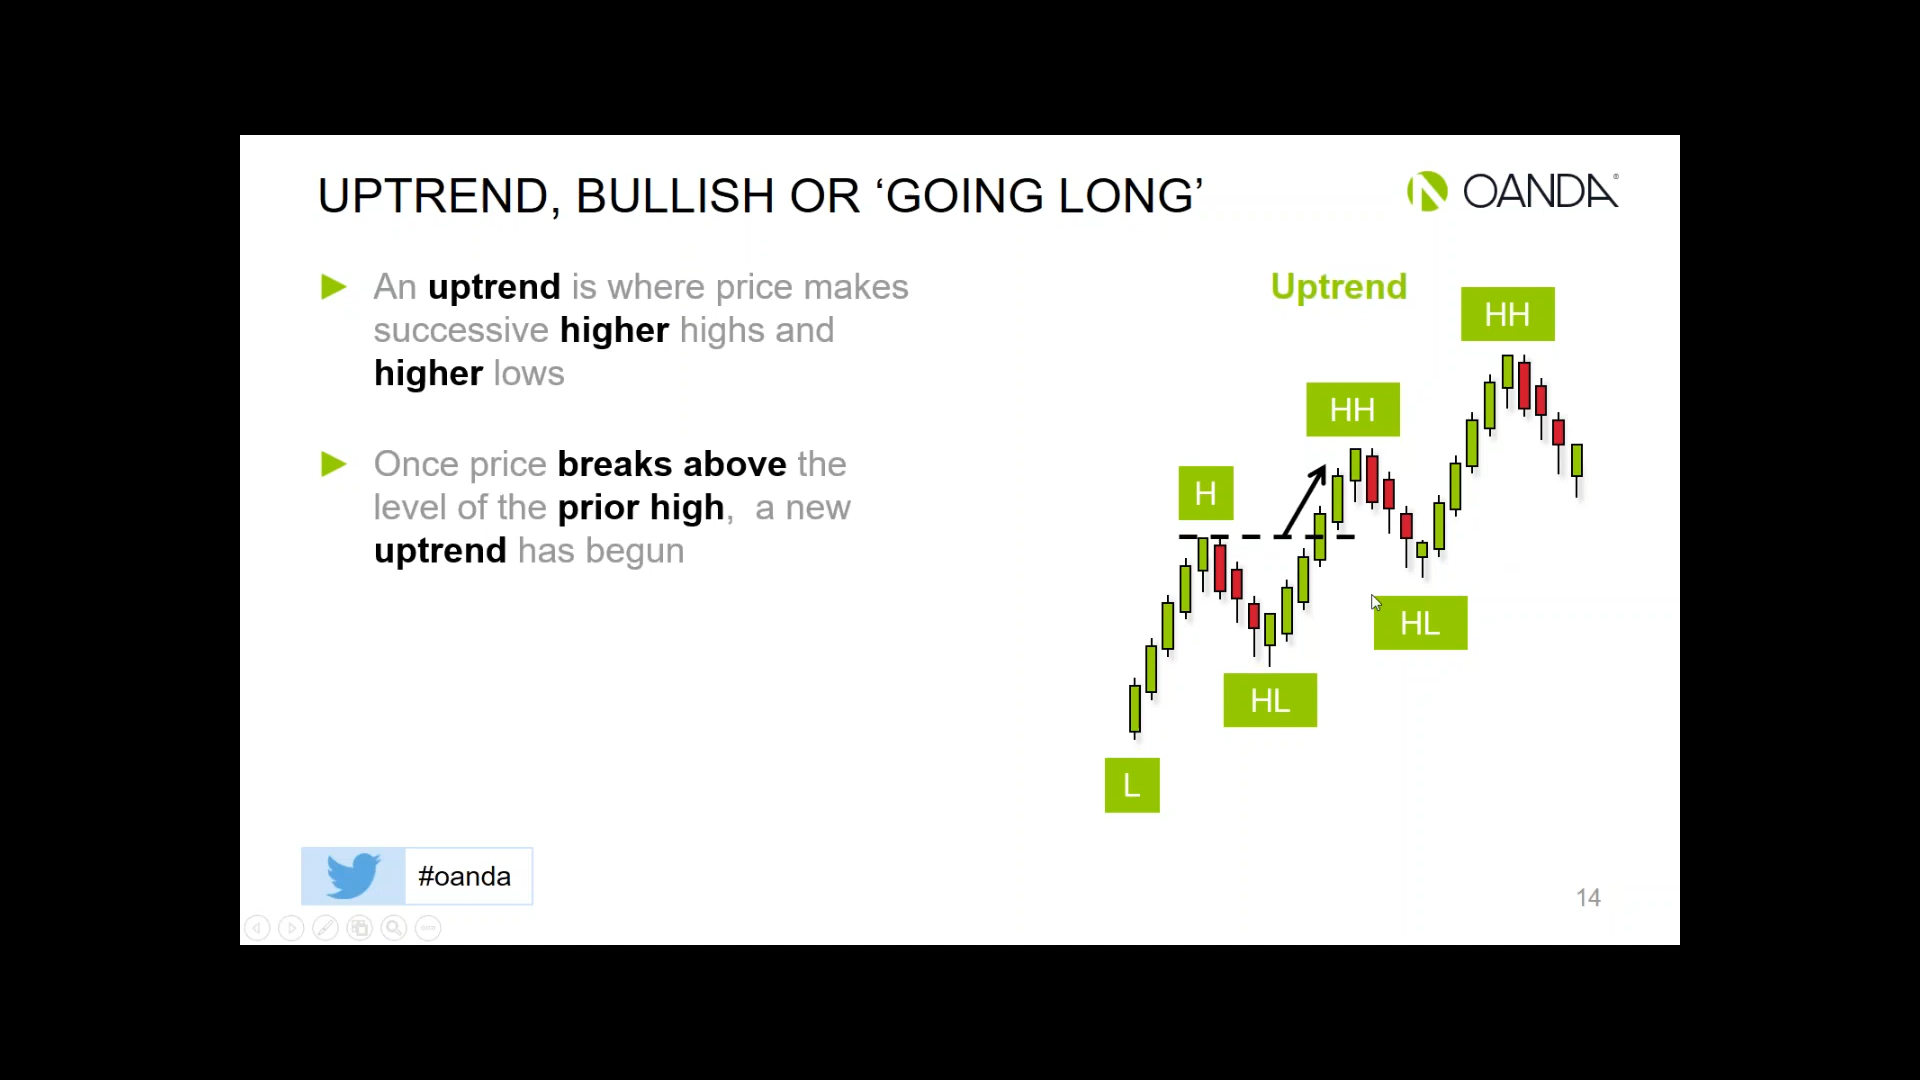 UPTREND, BULLISH OR ‘GOING LONG’
OANDA®
An uptrend is where price makes
successive higher highs and
higher lows
Once price breaks above the
level of the prior high, a new
uptrend has begun
Uptrend
HH
HH
H
HL
HL
L
#oanda
14